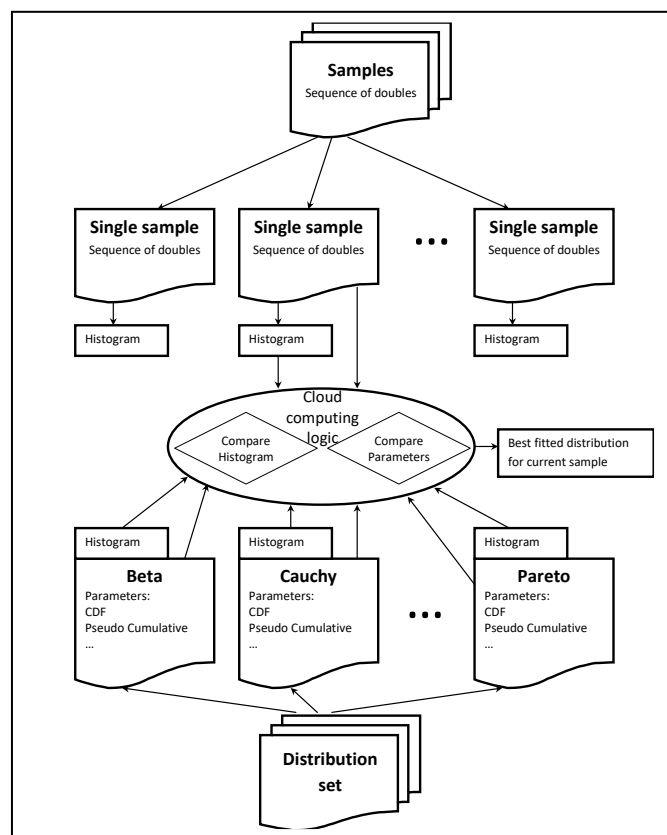 Samples
Sequence of doubles
Single sample
Sequence of doubles
Single sample
Sequence of doubles
...
Single sample
Sequence of doubles
Histogram
Histogram
Histogram
Cloud
computing
logic
Compare
Histogram
Compare
Parameters
Best fitted distribution
for current sample
Histogram
Histogram
Histogram
Beta
Parameters:
CDF
Pseudo Cumulative
...
Cauchy
Parameters:
CDF
Pseudo Cumulative
...
...
Pareto
Parameters:
CDF
Pseudo Cumulative
...
Distribution
set